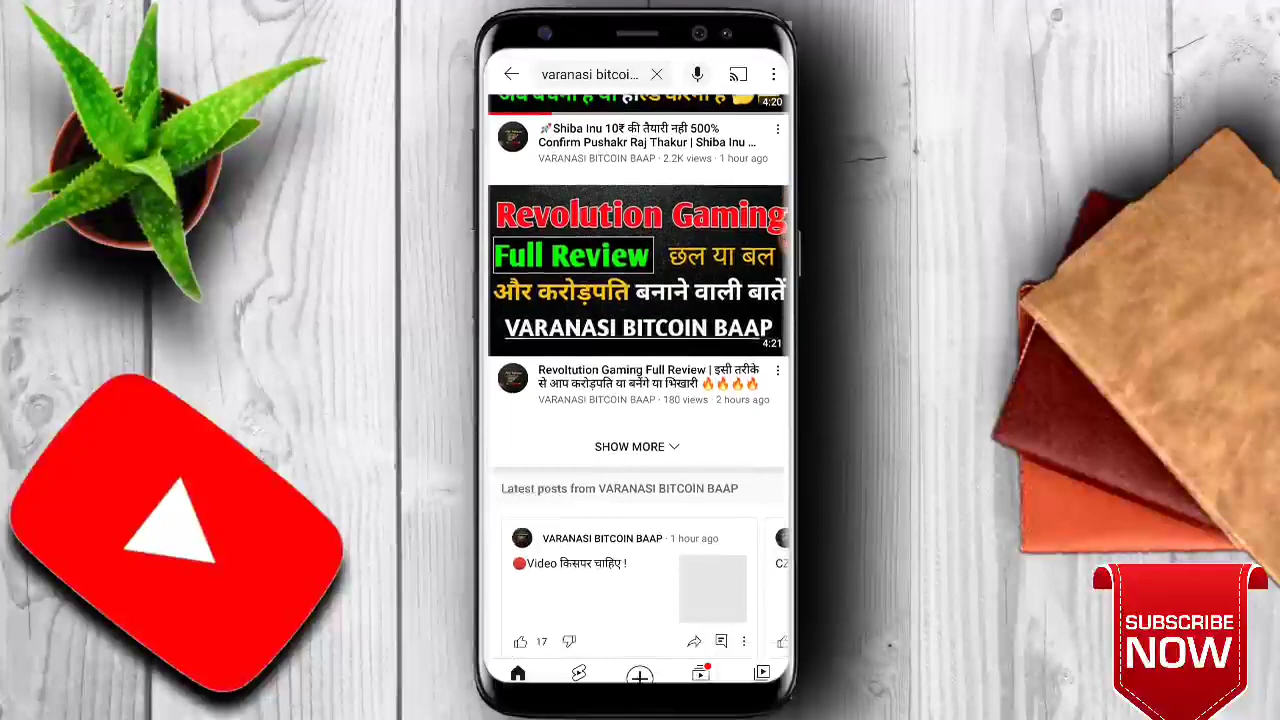 varanasi bitcoi...
4:20
🚀Shiba Inu 10₹ की तैयारी नही 500%
Confirm Pushakr Raj Thakur | Shiba Inu ...
VARANASI BITCOIN BAAP · 2.2K views · 1 hour ago
Revolution Gaming
Full Review छल या बल
और करोड़पति बनाने वाली बातें
VARANASI BITCOIN BAAP
4:21
Revoltution Gaming Full Review | इसी तरीके
से आप करोड़पति या बनेंगे या भिखारी 🔥🔥🔥🔥
VARANASI BITCOIN BAAP · 180 views · 2 hours ago
SHOW MORE
Latest posts from VARANASI BITCOIN BAAP
VARANASI BITCOIN BAAP · 1 hour ago
🔴Video किसपर चाहिए !
CZ
17
SUBSCRIBE
NOW